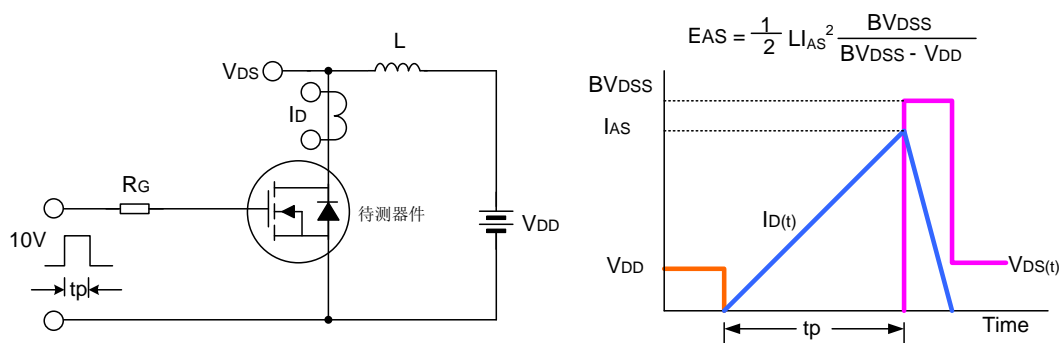 VDS
L
ID
RG
10V
tp
待测器件
VDD
EAS = 1/2 LIAS² BVDSS / BVDSS - VDD
BVDSS
IAS
ID(t)
VDD
VDS(t)
tp
Time